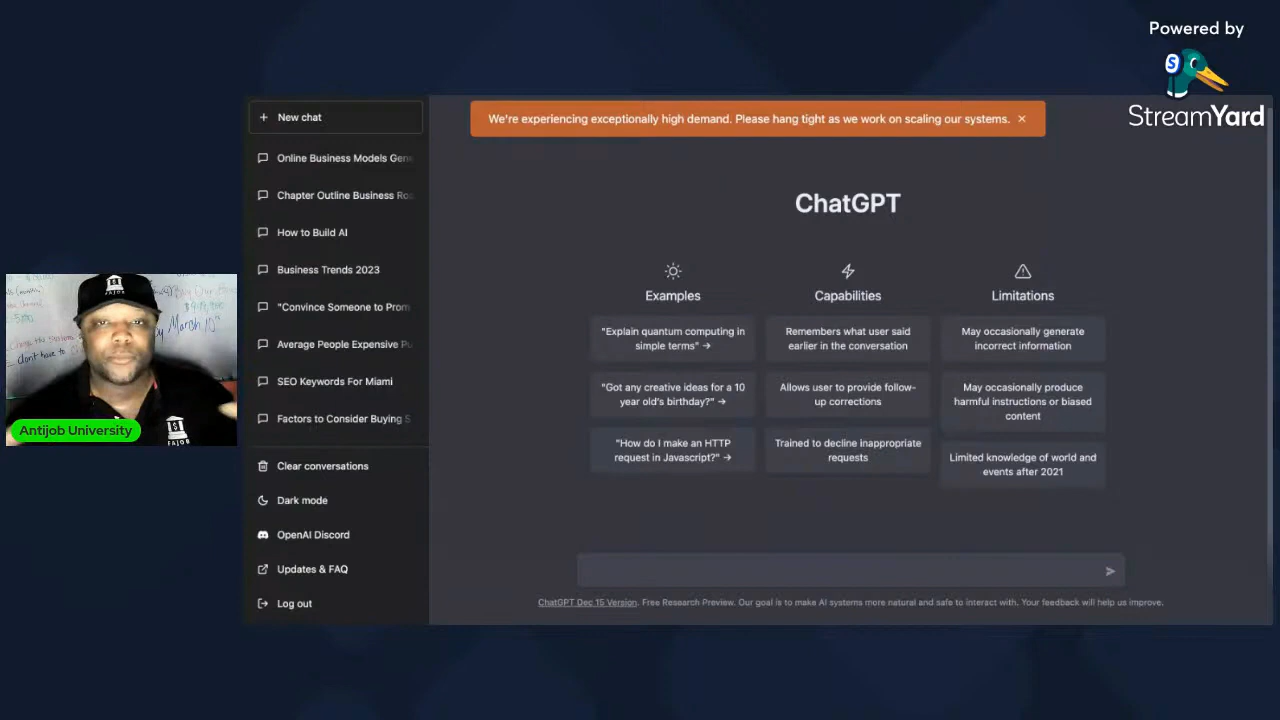 Powered by
StreamYard
+ New chat
We're experiencing exceptionally high demand. Please hang tight as we work on scaling our systems.
Online Business Models Gen
Chapter Outline Business Ro
How to Build AI
Business Trends 2023
"Convince Someone to Prom
Average People Expensive Pu
SEO Keywords For Miami
Factors to Consider Buying S
Clear conversations
Dark mode
OpenAI Discord
Updates & FAQ
Log out
ChatGPT
Examples
"Explain quantum computing in
simple terms" →
"Got any creative ideas for a 10
year old's birthday?" →
"How do I make an HTTP
request in Javascript?" →
Capabilities
Remembers what user said
earlier in the conversation
Allows user to provide follow-
up corrections
Trained to decline inappropriate
requests
Limitations
May occasionally generate
incorrect information
May occasionally produce
harmful instructions or biased
content
Limited knowledge of world and
events after 2021
ChatGPT Dec 15 Version. Free Research Preview. Our goal is to make AI systems more natural and safe to interact with. Your feedback will help us improve.
by March 15th
don't have to
Antijob University